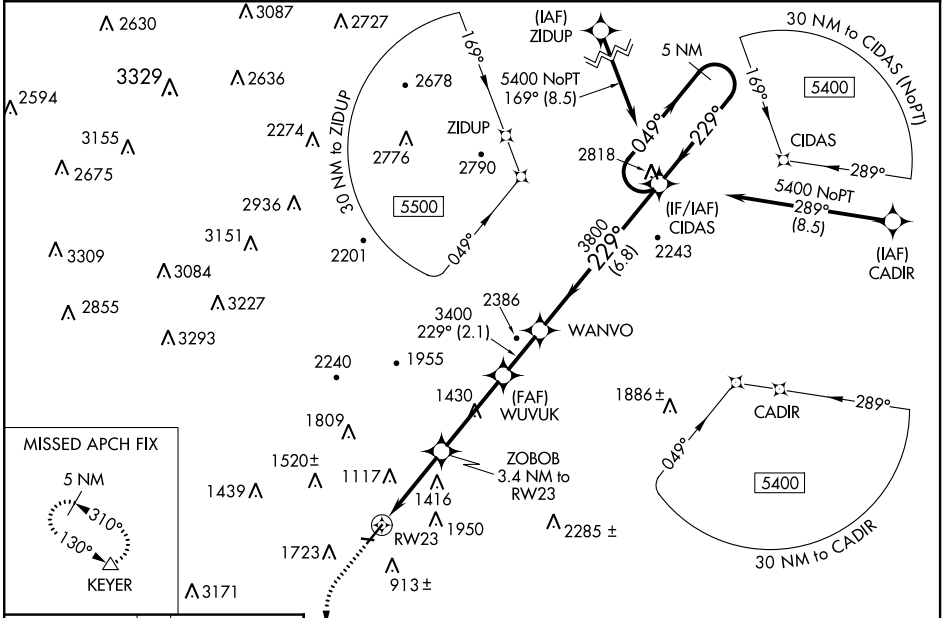 2630
3087
2727
(IAF)
ZIDUP
30 NM to CIDAS (NoPT)
169°
5 NM
3329
2636
2678
5400 NoPT
169° (8.5)
169°
5400
2594
30 NM to ZIDUP
049°
229°
3155
2274
ZIDUP
2776
2790
CIDAS
2675
2818
289°
2936
5500
(IF/IAF)
CIDAS
5400 NoPT
289°
(8.5)
3151
2201
049°
3800
229°
(6.8)
2243
3309
(IAF)
CADIR
3084
3227
2855
3400
229° (2.1)
2386
WANVO
3293
2240
1955
(FAF)
WUVUK
1430
1886 ±
CADIR
289°
1809
MISSED APCH FIX
5 NM
310°
130°
KEYER
049°
ZOBOB
3.4 NM to
RW23
1520±
1117
1439
1416
5400
1950
RW23
2285 ±
1723
30 NM to CADIR
913±
3171